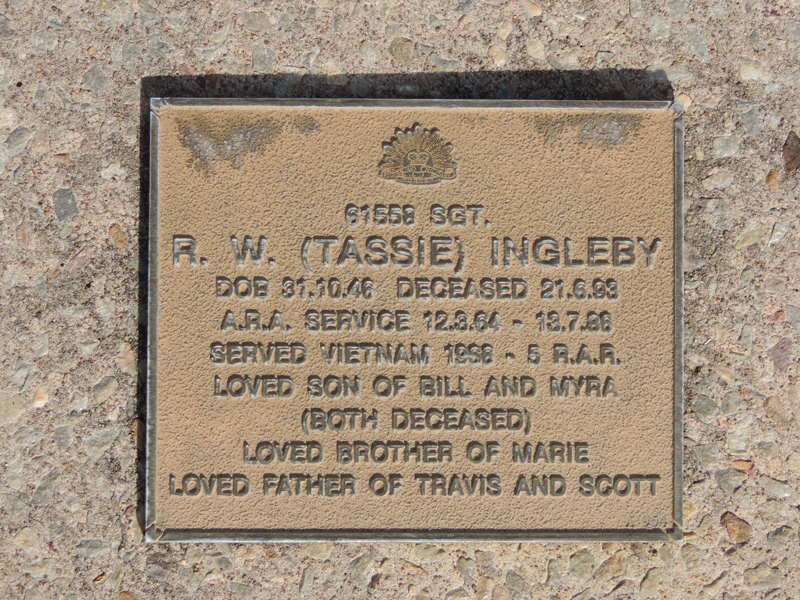 61558 SGT.
R. W. (TASSIE) INGLEBY
DOB 31.10.46 DECEASED 21.6.93
A.R.A. SERVICE 12.3.64 - 13.7.86
SERVED VIETNAM 1966 - 5 R.A.R.
LOVED SON OF BILL AND MYRA
(BOTH DECEASED)
LOVED BROTHER OF MARIE
LOVED FATHER OF TRAVIS AND SCOTT